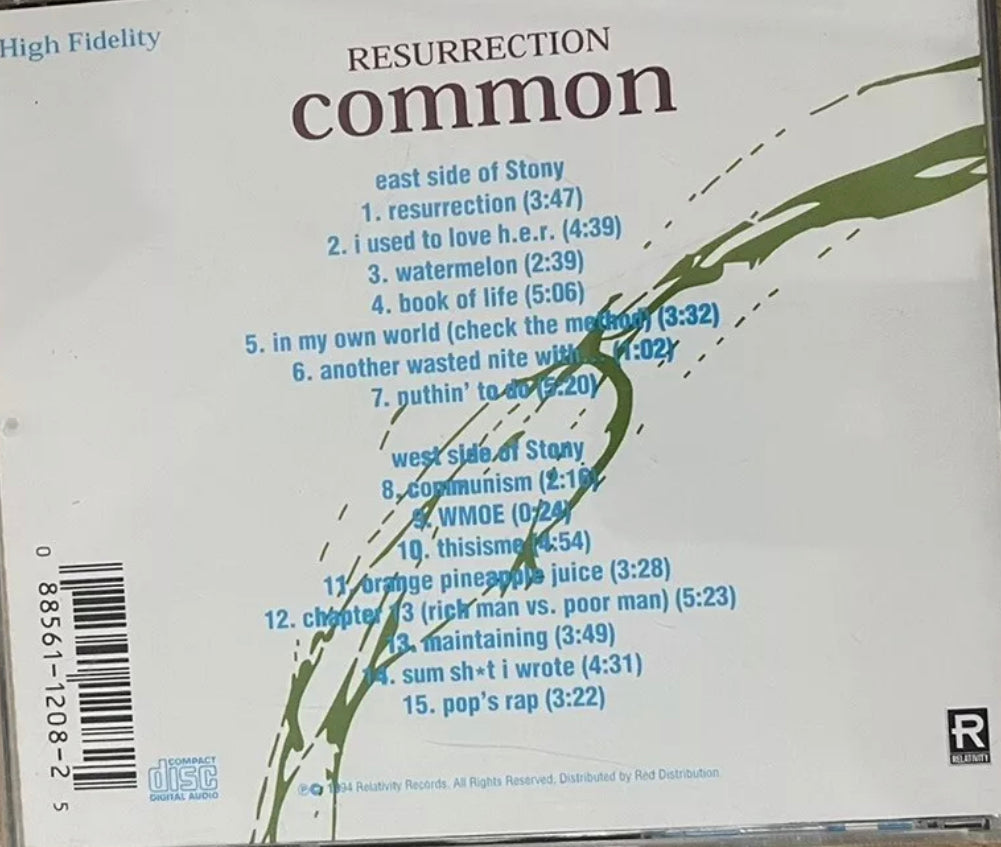 High Fidelity
RESURRECTION
common
east side of Stony
1. resurrection (3:47)
2. i used to love h.e.r. (4:39)
3. watermelon (2:39)
4. book of life (5:06)
5. in my own world (check the method) (3:32)
6. another wasted nite with... (1:02)
7. nuthin' to do (5:20)
west side of Stony
8. communism (2:16)
9. WMOE (0:24)
10. thisisme (4:54)
11. orange pineapple juice (3:28)
12. chapter 13 (rich man vs. poor man) (5:23)
13. maintaining (3:49)
14. sum sh*t i wrote (4:31)
15. pop's rap (3:22)
0 88561-1208-2 5
COMPACT
disc
DIGITAL AUDIO
℗© 1994 Relativity Records. All Rights Reserved. Distributed by Red Distribution.
R
RELATIVITY